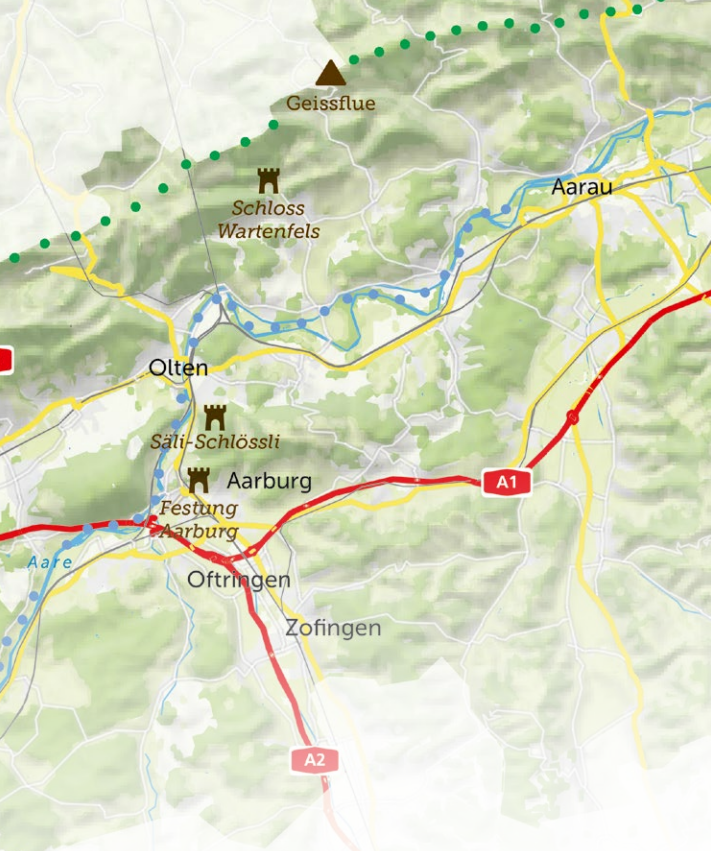 Geissflue
Schloss
Wartenfels
Aarau
Olten
Säli-Schlössli
Aarburg
A1
Festung
Aarburg
Aare
Oftringen
Zofingen
A2